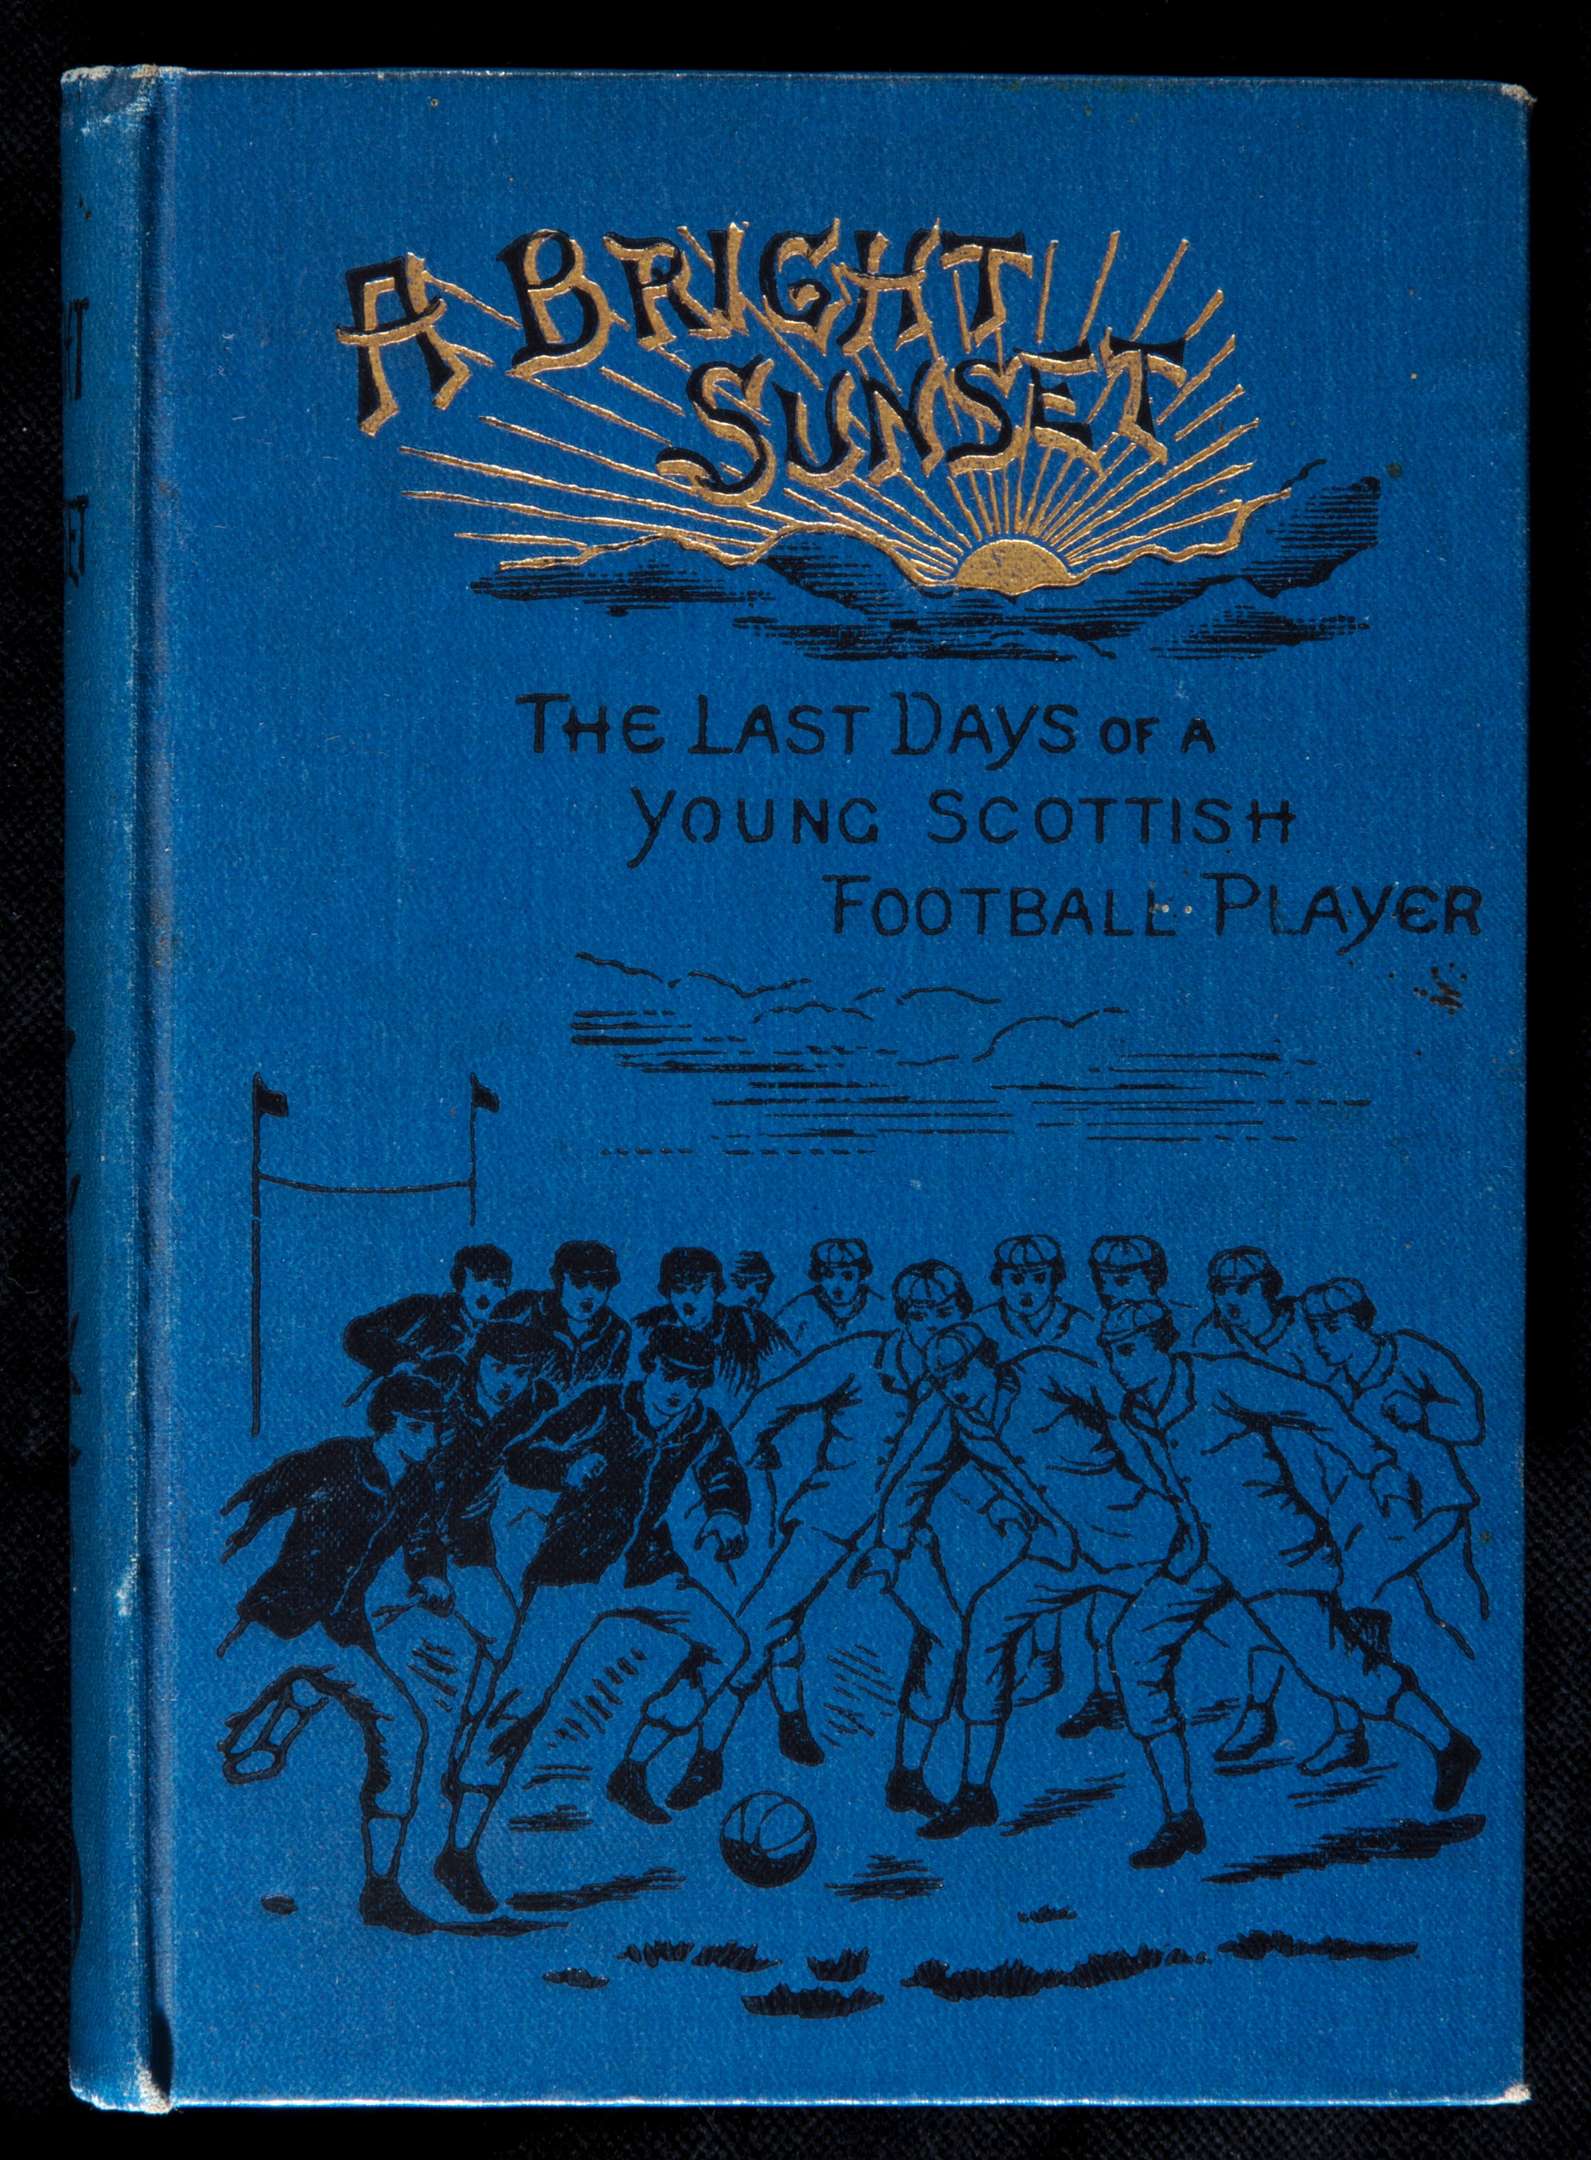 A BRIGHT
SUNSET
THE LAST DAYS OF A
YOUNG SCOTTISH
FOOTBALL PLAYER